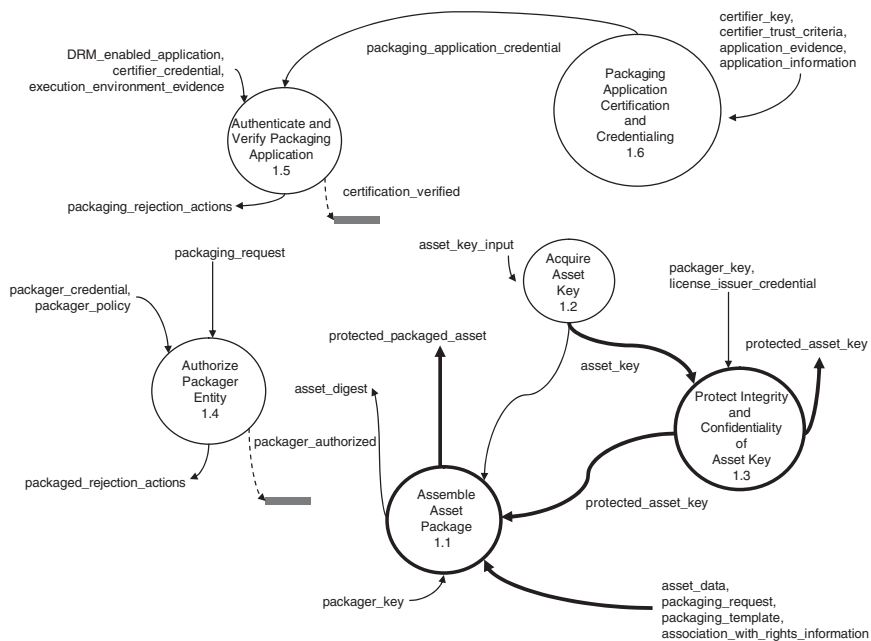 certifier_key,
certifier_trust_criteria,
application_evidence,
application_information
packaging_application_credential
DRM_enabled_application,
certifier_credential,
execution_environment_evidence
Packaging
Application
Certification
and
Credentialing
1.6
Authenticate and
Verify Packaging
Application
1.5
certification_verified
packaging_rejection_actions
packaging_request
asset_key_input
Acquire
Asset
Key
1.2
packager_key,
license_issuer_credential
packager_credential,
packager_policy
protected_packaged_asset
protected_asset_key
asset_key
Authorize
Packager
Entity
1.4
asset_digest
Protect Integrity
and
Confidentiality
of
Asset Key
1.3
packager_authorized
packaged_rejection_actions
Assemble
Asset
Package
1.1
protected_asset_key
packager_key
asset_data,
packaging_request,
packaging_template,
association_with_rights_information